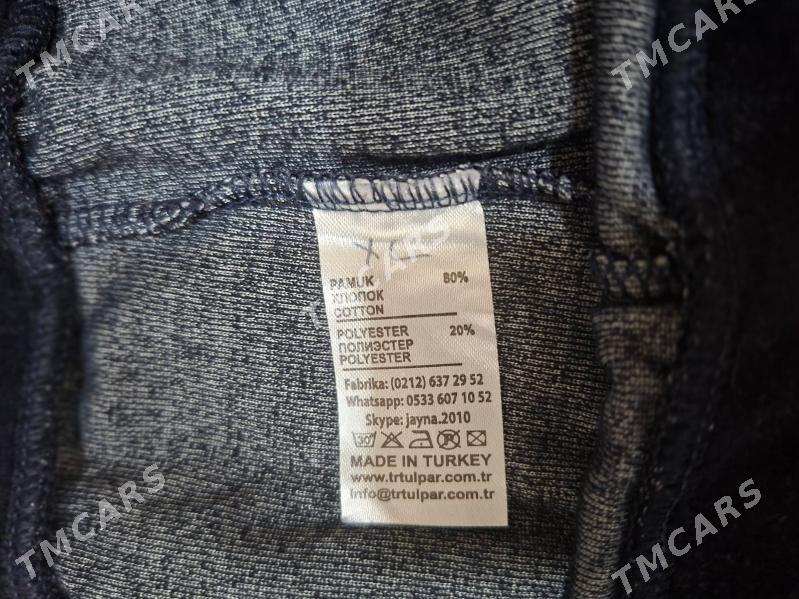 TMCARS
TMCARS
PAMUK 80%
ХЛОПОК
COTTON
POLYESTER 20%
ПОЛИЭСТЕР
POLYESTER
Fabrika: (0212) 637 29 52
Whatsapp: 0533 607 10 52
Skype: jayna.2010
30
MADE IN TURKEY
www.trtulpar.com.tr
Info@trtulpar.com.tr
TMCARS
TMCARS
TMCARS